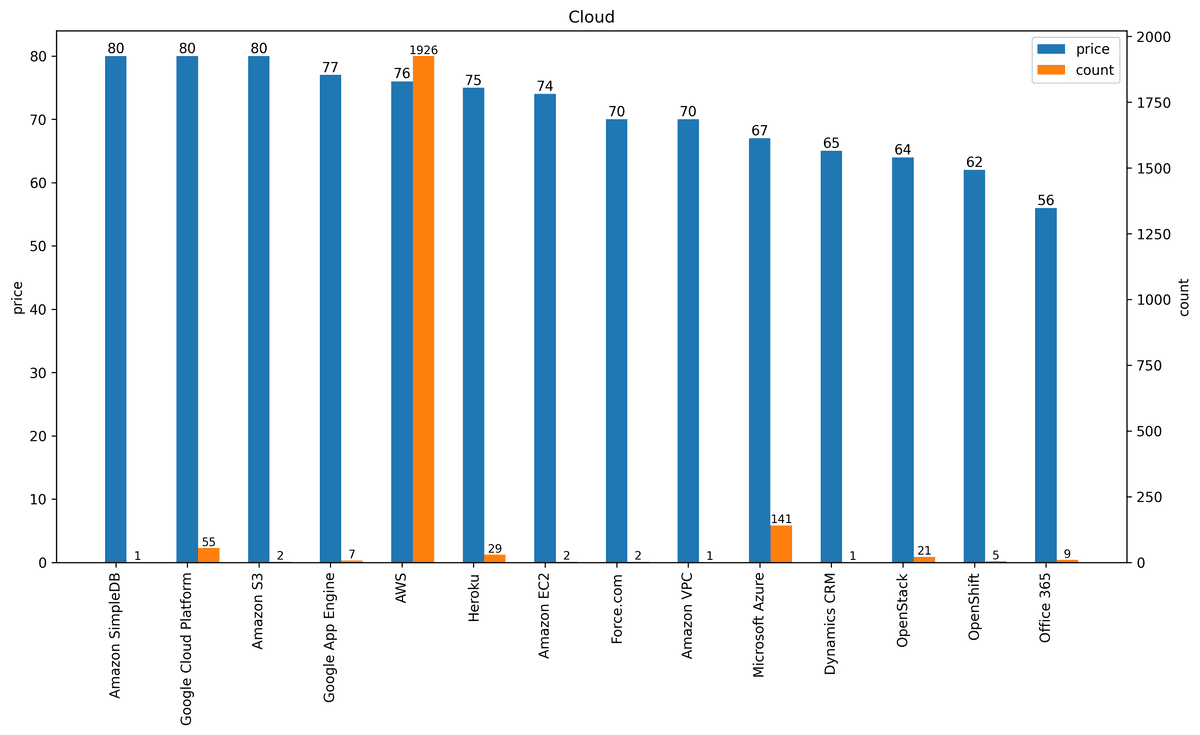 Cloud
price
count
80
80
80
77
76
1926
75
74
70
70
67
65
64
62
56
1
55
2
7
29
2
2
1
141
1
21
5
9
price
80
70
60
50
40
30
20
10
0
count
2000
1750
1500
1250
1000
750
500
250
0
Amazon SimpleDB
Google Cloud Platform
Amazon S3
Google App Engine
AWS
Heroku
Amazon EC2
Force.com
Amazon VPC
Microsoft Azure
Dynamics CRM
OpenStack
OpenShift
Office 365